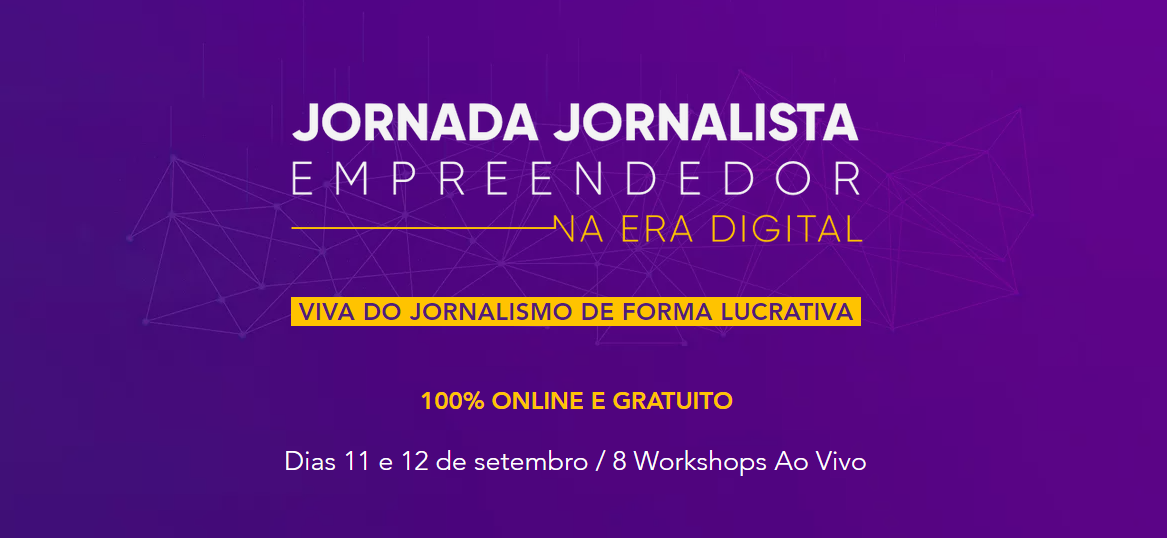 JORNADA JORNALISTA
EMPREENDEDOR
NA ERA DIGITAL
VIVA DO JORNALISMO DE FORMA LUCRATIVA
100% ONLINE E GRATUITO
Dias 11 e 12 de setembro / 8 Workshops Ao Vivo